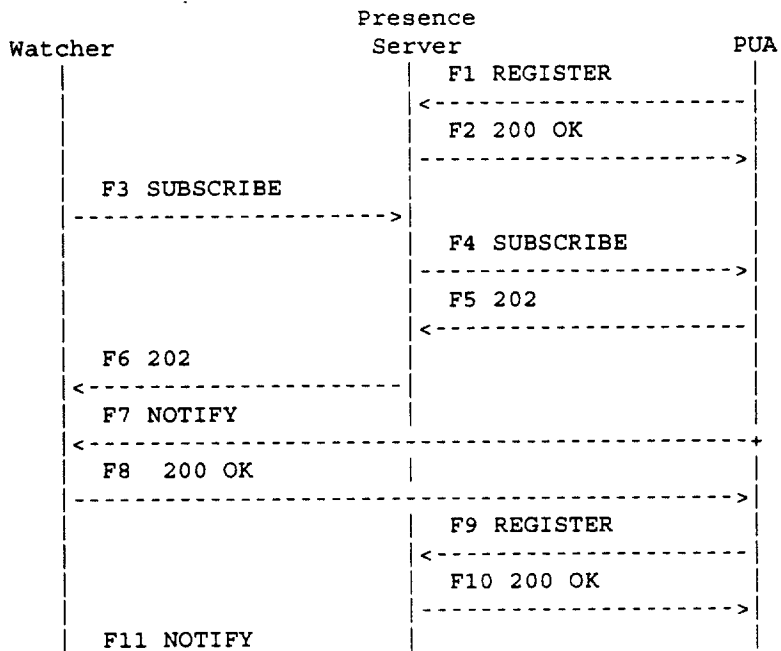 Presence
Watcher Server PUA
F1 REGISTER
F2 200 OK
F3 SUBSCRIBE
F4 SUBSCRIBE
F5 202
F6 202
F7 NOTIFY
F8 200 OK
F9 REGISTER
F10 200 OK
F11 NOTIFY